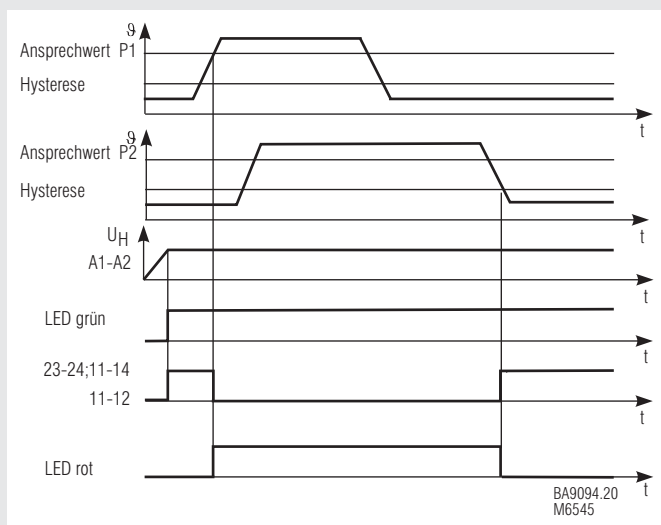 ϑ
Ansprechwert P1
Hysterese
t
ϑ
Ansprechwert P2
Hysterese
t
UH
A1-A2
t
LED grün
t
23-24;11-14
11-12
t
LED rot
t
BA9094.20
M6545